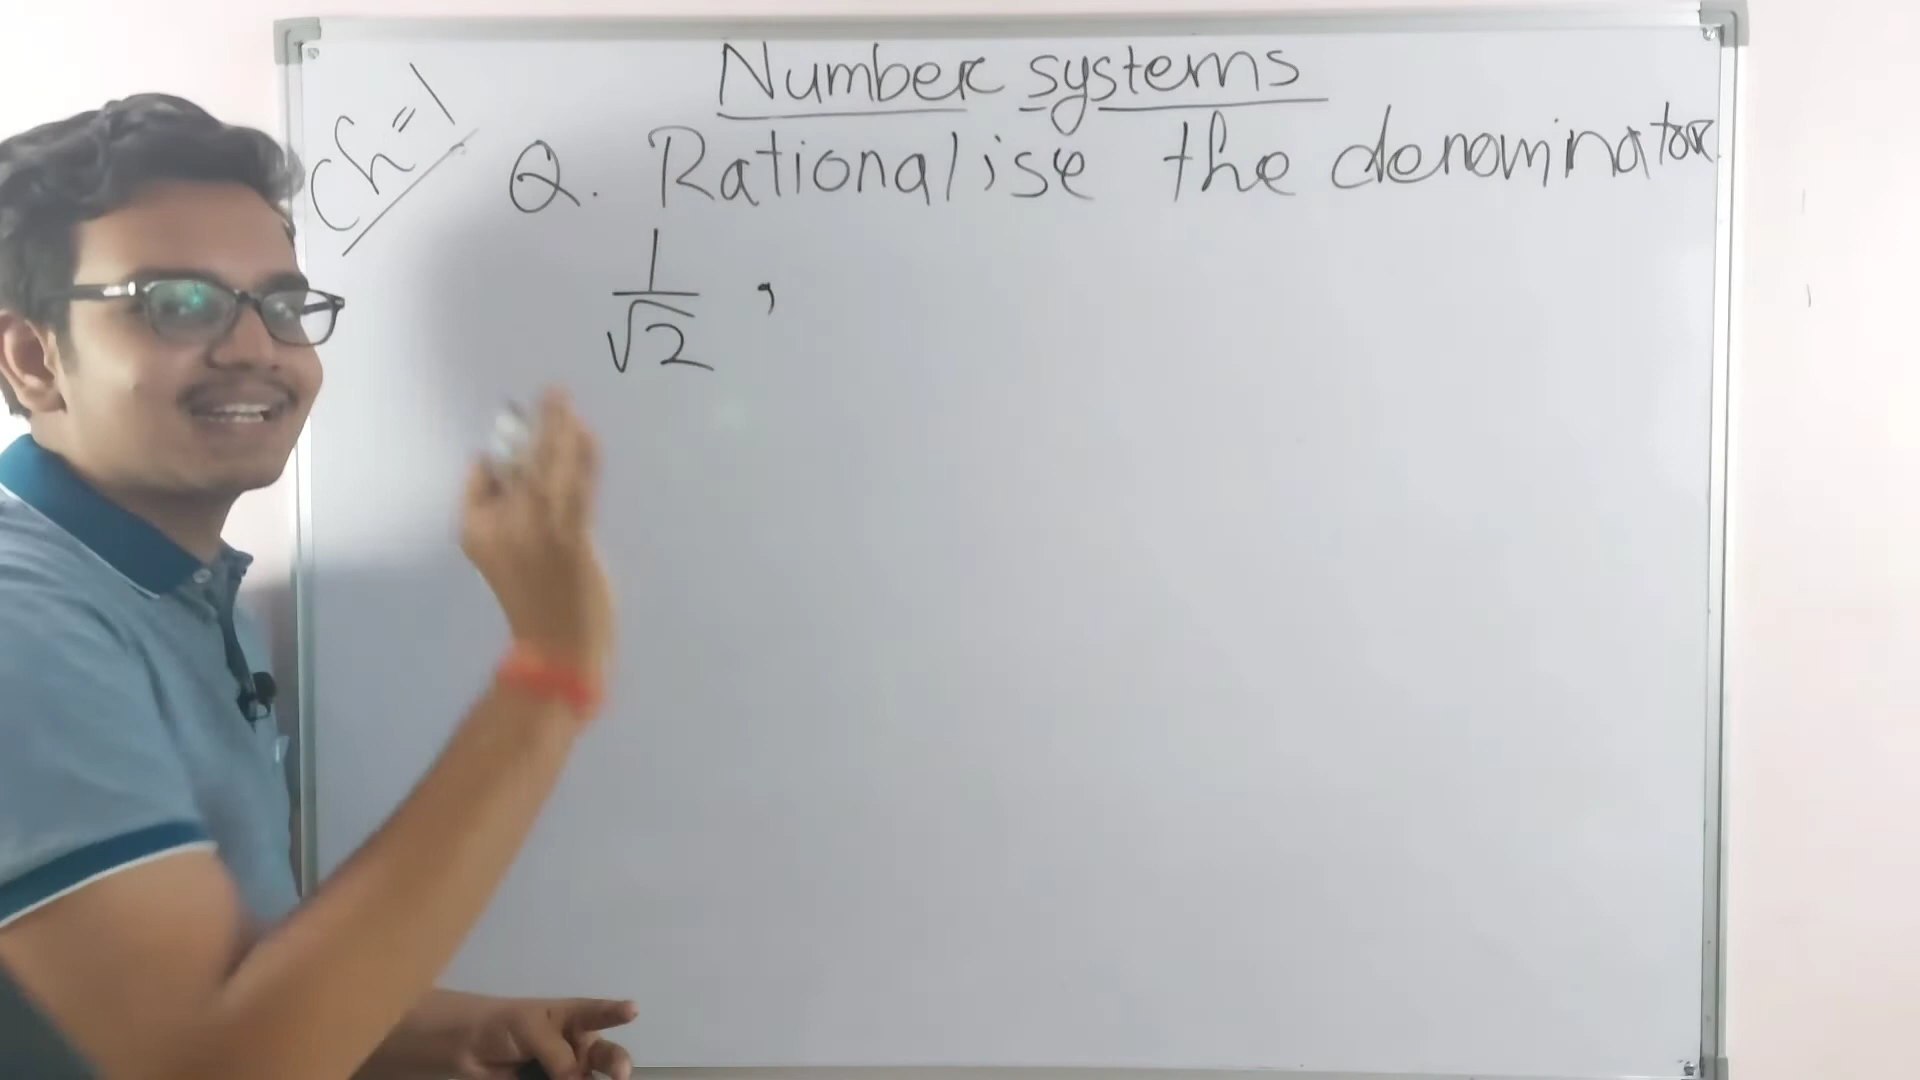 Ch=1
Number systems
Q. Rationalise the denominator
1
√2 ,